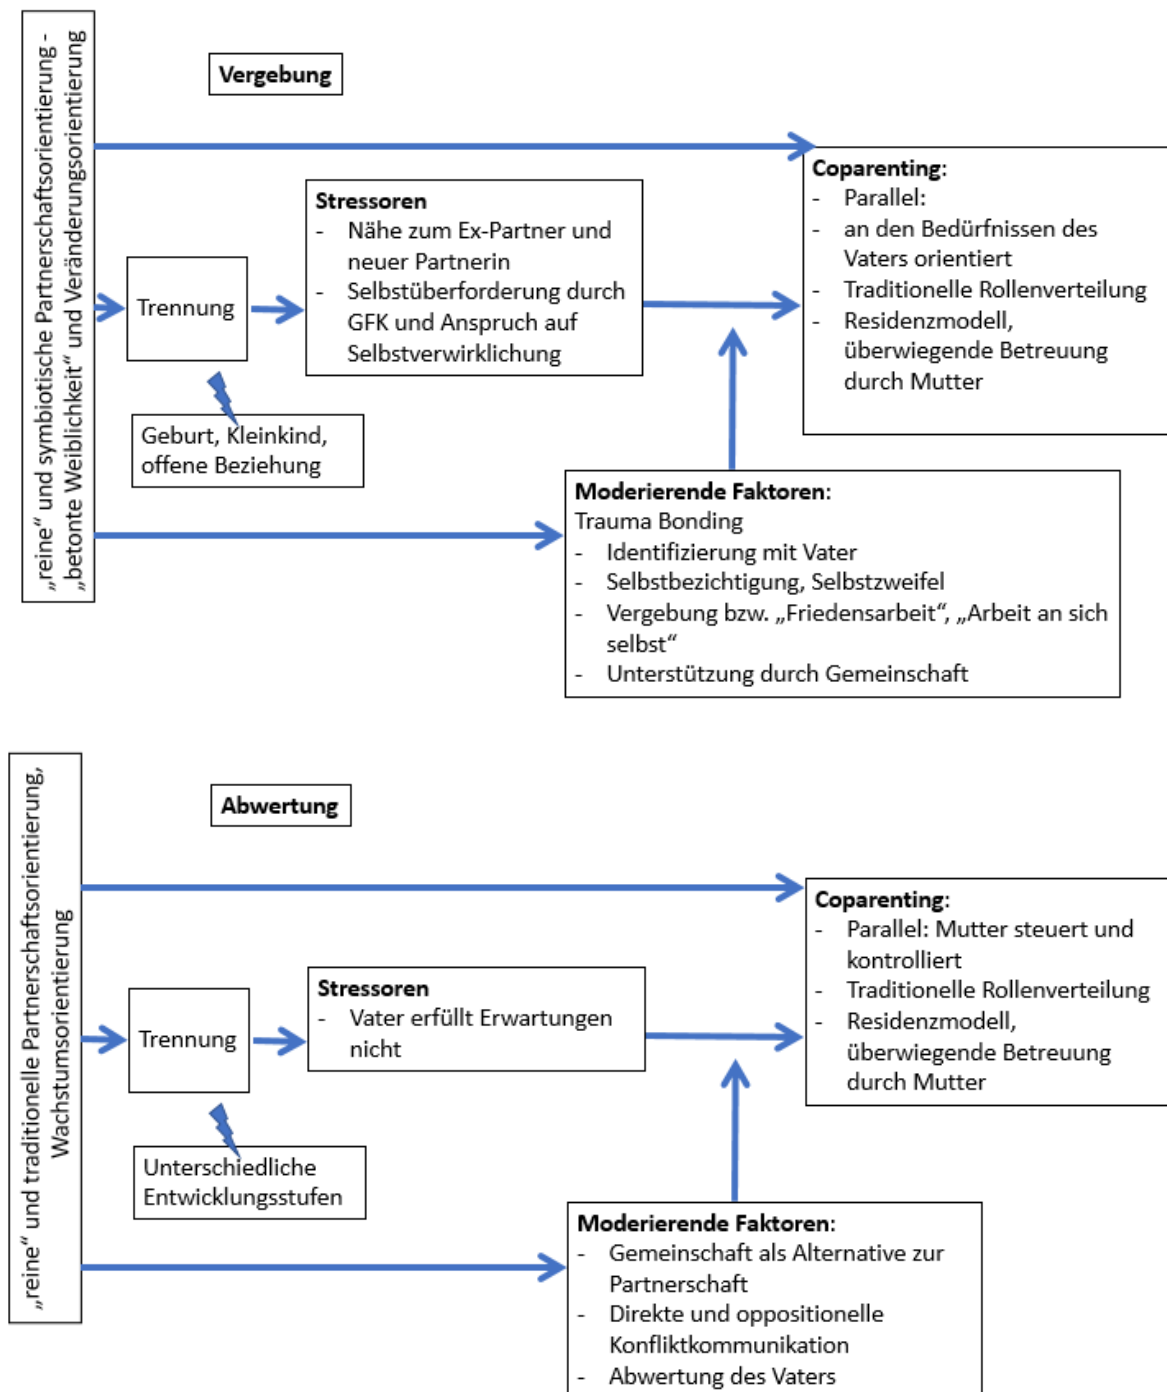 „reine“ und symbiotische Partnerschaftsorientierung -
„betonte Weiblichkeit“ und Veränderungsorientierung
Vergebung
Trennung
Geburt, Kleinkind,
offene Beziehung
Stressoren
- Nähe zum Ex-Partner und
neuer Partnerin
- Selbstüberforderung durch
GFK und Anspruch auf
Selbstverwirklichung
Coparenting:
- Parallel:
- an den Bedürfnissen des
Vaters orientiert
- Traditionelle Rollenverteilung
- Residenzmodell,
überwiegende Betreuung
durch Mutter
Moderierende Faktoren:
Trauma Bonding
- Identifizierung mit Vater
- Selbstbezichtigung, Selbstzweifel
- Vergebung bzw. „Friedensarbeit“, „Arbeit an sich
selbst“
- Unterstützung durch Gemeinschaft
„reine“ und traditionelle Partnerschaftsorientierung,
Wachstumsorientierung
Abwertung
Trennung
Unterschiedliche
Entwicklungsstufen
Stressoren
- Vater erfüllt Erwartungen
nicht
Coparenting:
- Parallel: Mutter steuert und
kontrolliert
- Traditionelle Rollenverteilung
- Residenzmodell,
überwiegende Betreuung
durch Mutter
Moderierende Faktoren:
- Gemeinschaft als Alternative zur
Partnerschaft
- Direkte und oppositionelle
Konfliktkommunikation
- Abwertung des Vaters